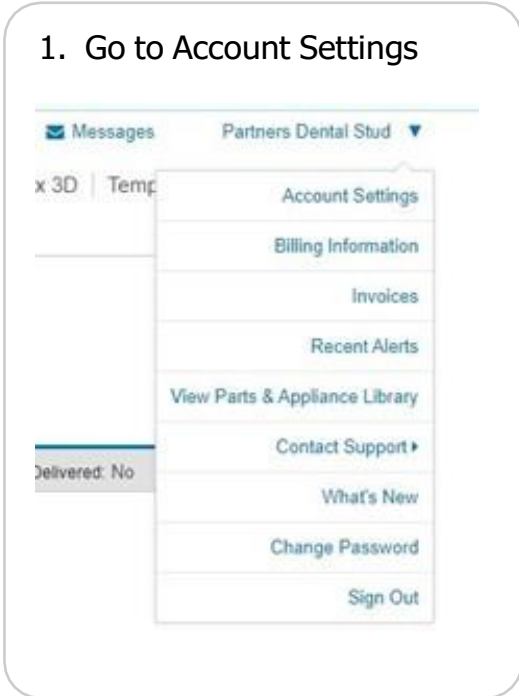 1. Go to Account Settings
Messages Partners Dental Stud
x 3D | Temp
Account Settings
Billing Information
Invoices
Recent Alerts
View Parts & Appliance Library
Contact Support
Delivered: No
What's New
Change Password
Sign Out